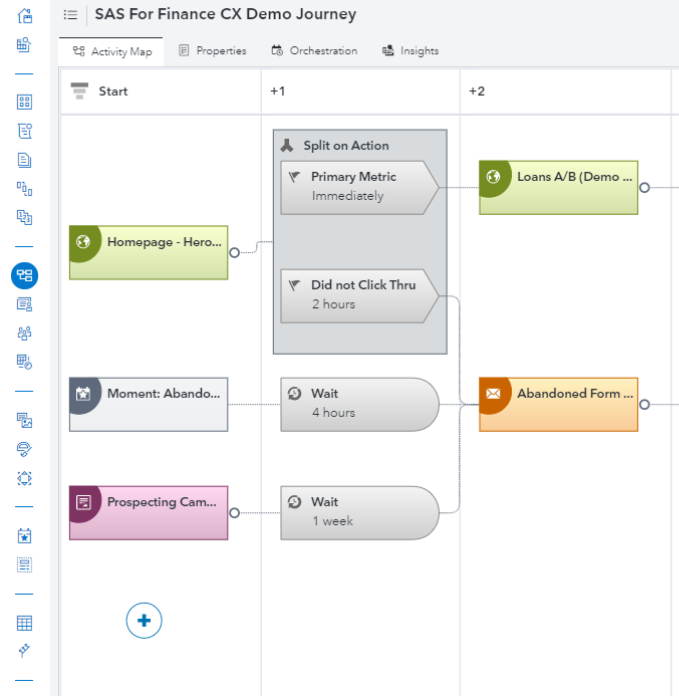 SAS For Finance CX Demo Journey
Activity Map
Properties
Orchestration
Insights
Start
+1
+2
Split on Action
Primary Metric
Immediately
Loans A/B (Demo ...
Homepage - Hero...
Did not Click Thru
2 hours
Moment: Abando...
Wait
4 hours
Abandoned Form ...
Prospecting Cam...
Wait
1 week